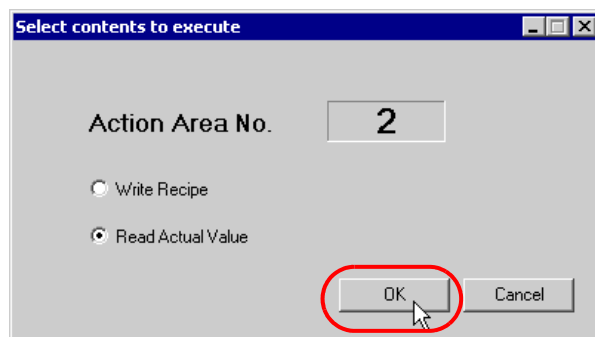 Select contents to execute
Action Area No. 2
Write Recipe
Read Actual Value
OK Cancel